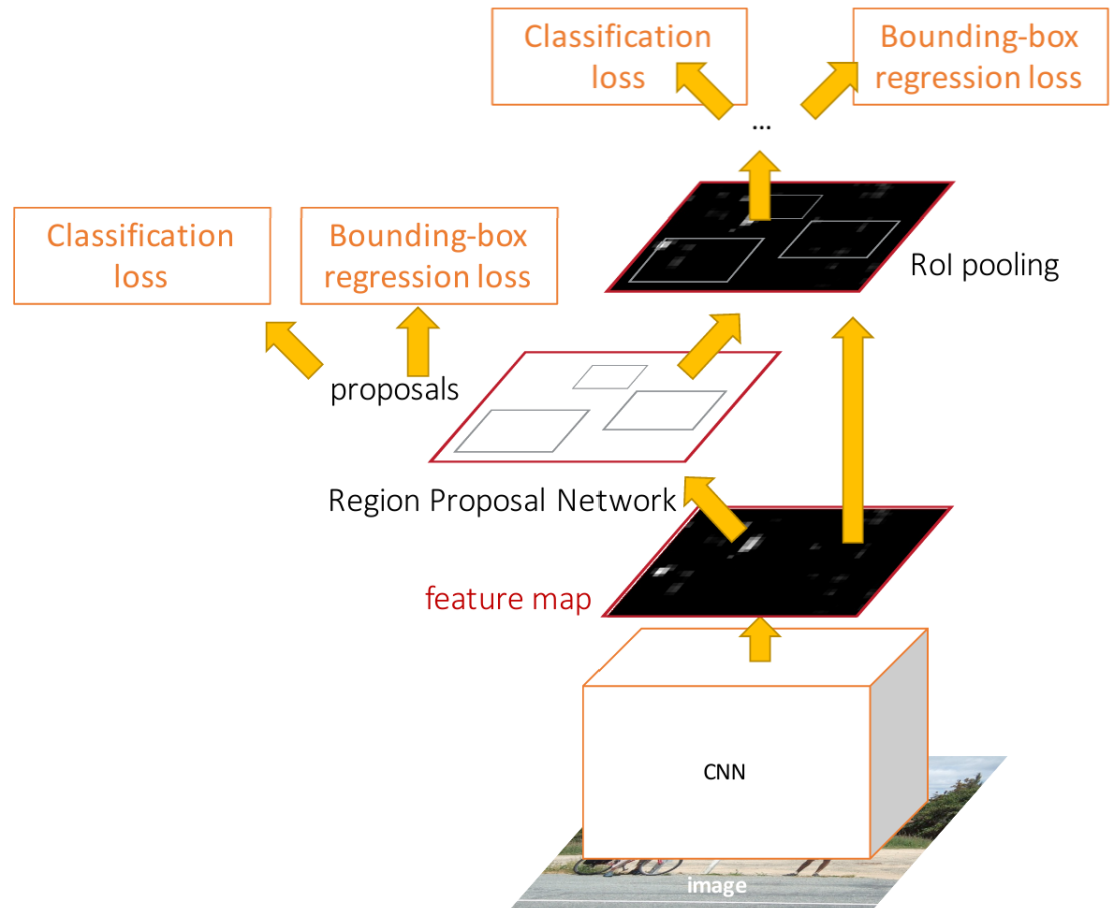 Classification
loss
Bounding-box
regression loss
...
Classification
loss
Bounding-box
regression loss
RoI pooling
proposals
Region Proposal Network
feature map
CNN
image